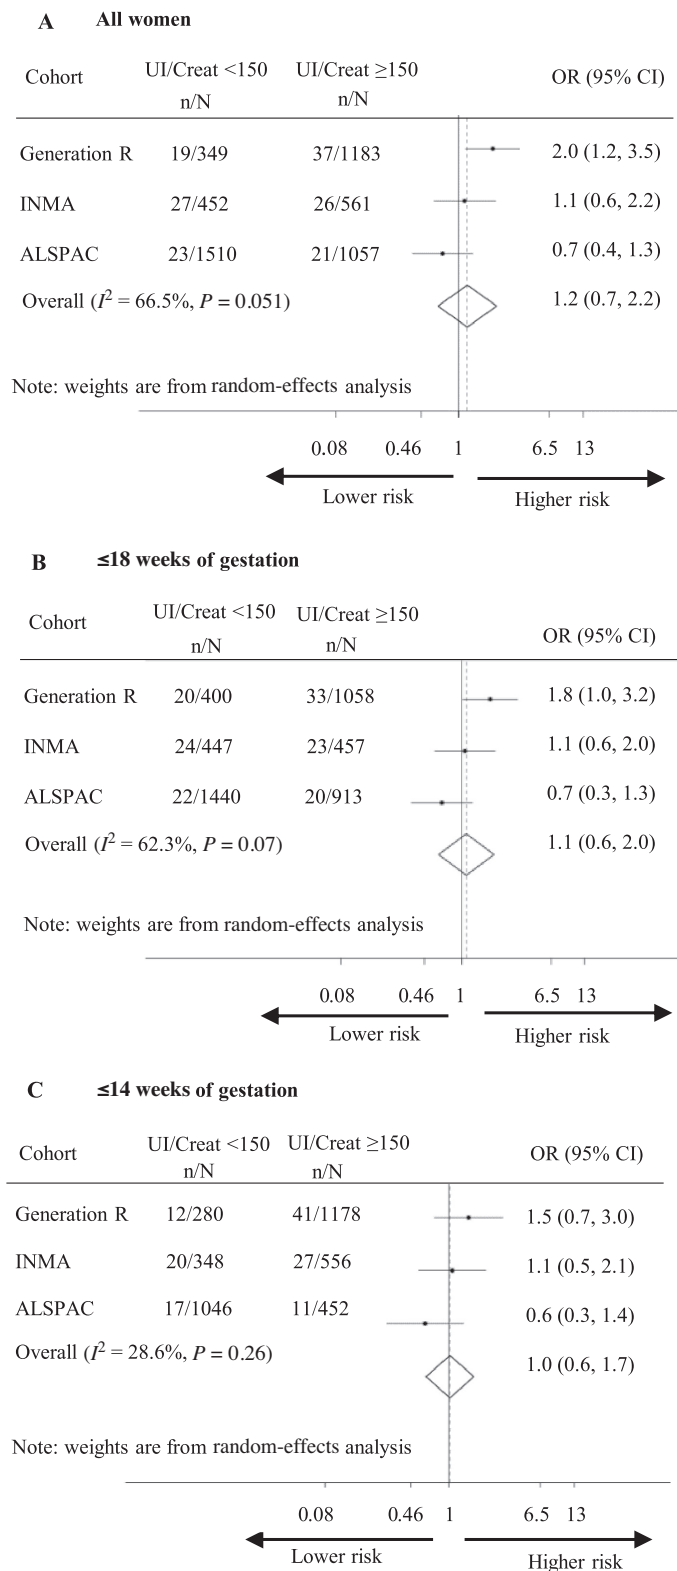 A All women
Cohort UI/Creat <150 UI/Creat ≥150 OR (95% CI)
n/N n/N
Generation R 19/349 37/1183 2.0 (1.2, 3.5)
INMA 27/452 26/561 1.1 (0.6, 2.2)
ALSPAC 23/1510 21/1057 0.7 (0.4, 1.3)
Overall (I² = 66.5%, P = 0.051) 1.2 (0.7, 2.2)
Note: weights are from random-effects analysis
0.08 0.46 1 6.5 13
Lower risk Higher risk
B ≤18 weeks of gestation
Cohort UI/Creat <150 UI/Creat ≥150 OR (95% CI)
n/N n/N
Generation R 20/400 33/1058 1.8 (1.0, 3.2)
INMA 24/447 23/457 1.1 (0.6, 2.0)
ALSPAC 22/1440 20/913 0.7 (0.3, 1.3)
Overall (I² = 62.3%, P = 0.07) 1.1 (0.6, 2.0)
Note: weights are from random-effects analysis
0.08 0.46 1 6.5 13
Lower risk Higher risk
C ≤14 weeks of gestation
Cohort UI/Creat <150 UI/Creat ≥150 OR (95% CI)
n/N n/N
Generation R 12/280 41/1178 1.5 (0.7, 3.0)
INMA 20/348 27/556 1.1 (0.5, 2.1)
ALSPAC 17/1046 11/452 0.6 (0.3, 1.4)
Overall (I² = 28.6%, P = 0.26) 1.0 (0.6, 1.7)
Note: weights are from random-effects analysis
0.08 0.46 1 6.5 13
Lower risk Higher risk